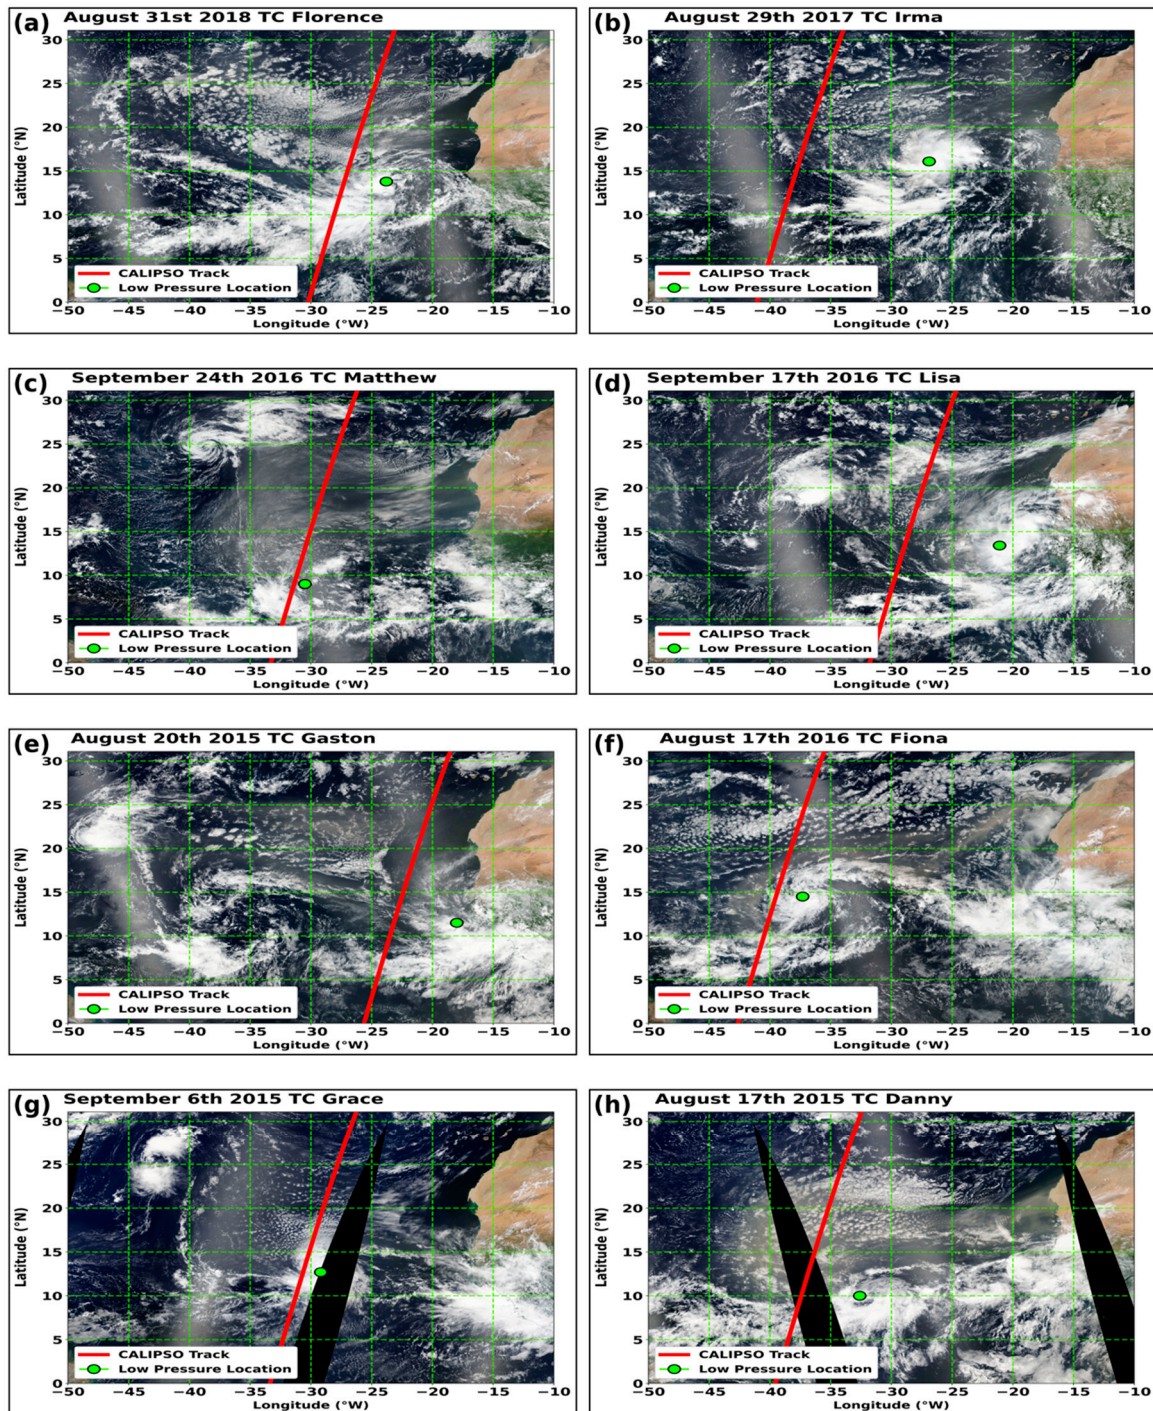 (a) August 31st 2018 TC Florence
30
25
20
15
10
5
0
Latitude (°N)
CALIPSO Track
Low Pressure Location
−50 −45 −40 −35 −30 −25 −20 −15 −10
Longitude (°W)
(b) August 29th 2017 TC Irma
30
25
20
15
10
5
0
Latitude (°N)
CALIPSO Track
Low Pressure Location
−50 −45 −40 −35 −30 −25 −20 −15 −10
Longitude (°W)
(c) September 24th 2016 TC Matthew
30
25
20
15
10
5
0
Latitude (°N)
CALIPSO Track
Low Pressure Location
−50 −45 −40 −35 −30 −25 −20 −15 −10
Longitude (°W)
(d) September 17th 2016 TC Lisa
30
25
20
15
10
5
0
Latitude (°N)
CALIPSO Track
Low Pressure Location
−50 −45 −40 −35 −30 −25 −20 −15 −10
Longitude (°W)
(e) August 20th 2015 TC Gaston
30
25
20
15
10
5
0
Latitude (°N)
CALIPSO Track
Low Pressure Location
−50 −45 −40 −35 −30 −25 −20 −15 −10
Longitude (°W)
(f) August 17th 2016 TC Fiona
30
25
20
15
10
5
0
Latitude (°N)
CALIPSO Track
Low Pressure Location
−50 −45 −40 −35 −30 −25 −20 −15 −10
Longitude (°W)
(g) September 6th 2015 TC Grace
30
25
20
15
10
5
0
Latitude (°N)
CALIPSO Track
Low Pressure Location
−50 −45 −40 −35 −30 −25 −20 −15 −10
Longitude (°W)
(h) August 17th 2015 TC Danny
30
25
20
15
10
5
0
Latitude (°N)
CALIPSO Track
Low Pressure Location
−50 −45 −40 −35 −30 −25 −20 −15 −10
Longitude (°W)